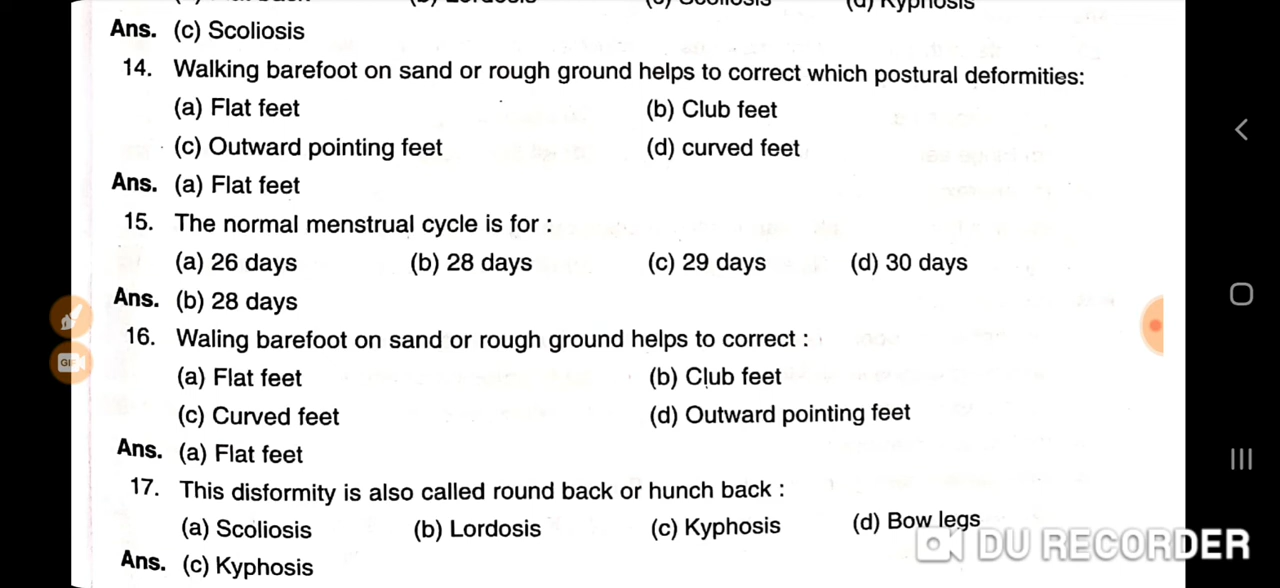 (b) Lordosis (c) Scoliosis (d) Kyphosis
Ans. (c) Scoliosis
14. Walking barefoot on sand or rough ground helps to correct which postural deformities:
(a) Flat feet (b) Club feet
(c) Outward pointing feet (d) curved feet
Ans. (a) Flat feet
15. The normal menstrual cycle is for :
(a) 26 days (b) 28 days (c) 29 days (d) 30 days
Ans. (b) 28 days
16. Waling barefoot on sand or rough ground helps to correct :
(a) Flat feet (b) Club feet
(c) Curved feet (d) Outward pointing feet
Ans. (a) Flat feet
17. This disformity is also called round back or hunch back :
(a) Scoliosis (b) Lordosis (c) Kyphosis (d) Bow legs
Ans. (c) Kyphosis
DU RECORDER